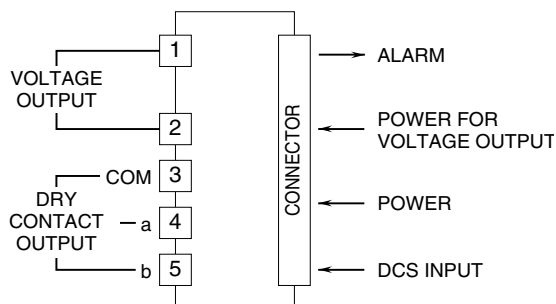 VOLTAGE
OUTPUT
1
2
COM 3
DRY
CONTACT
OUTPUT
a 4
b 5
CONNECTOR
ALARM
POWER FOR
VOLTAGE OUTPUT
POWER
DCS INPUT